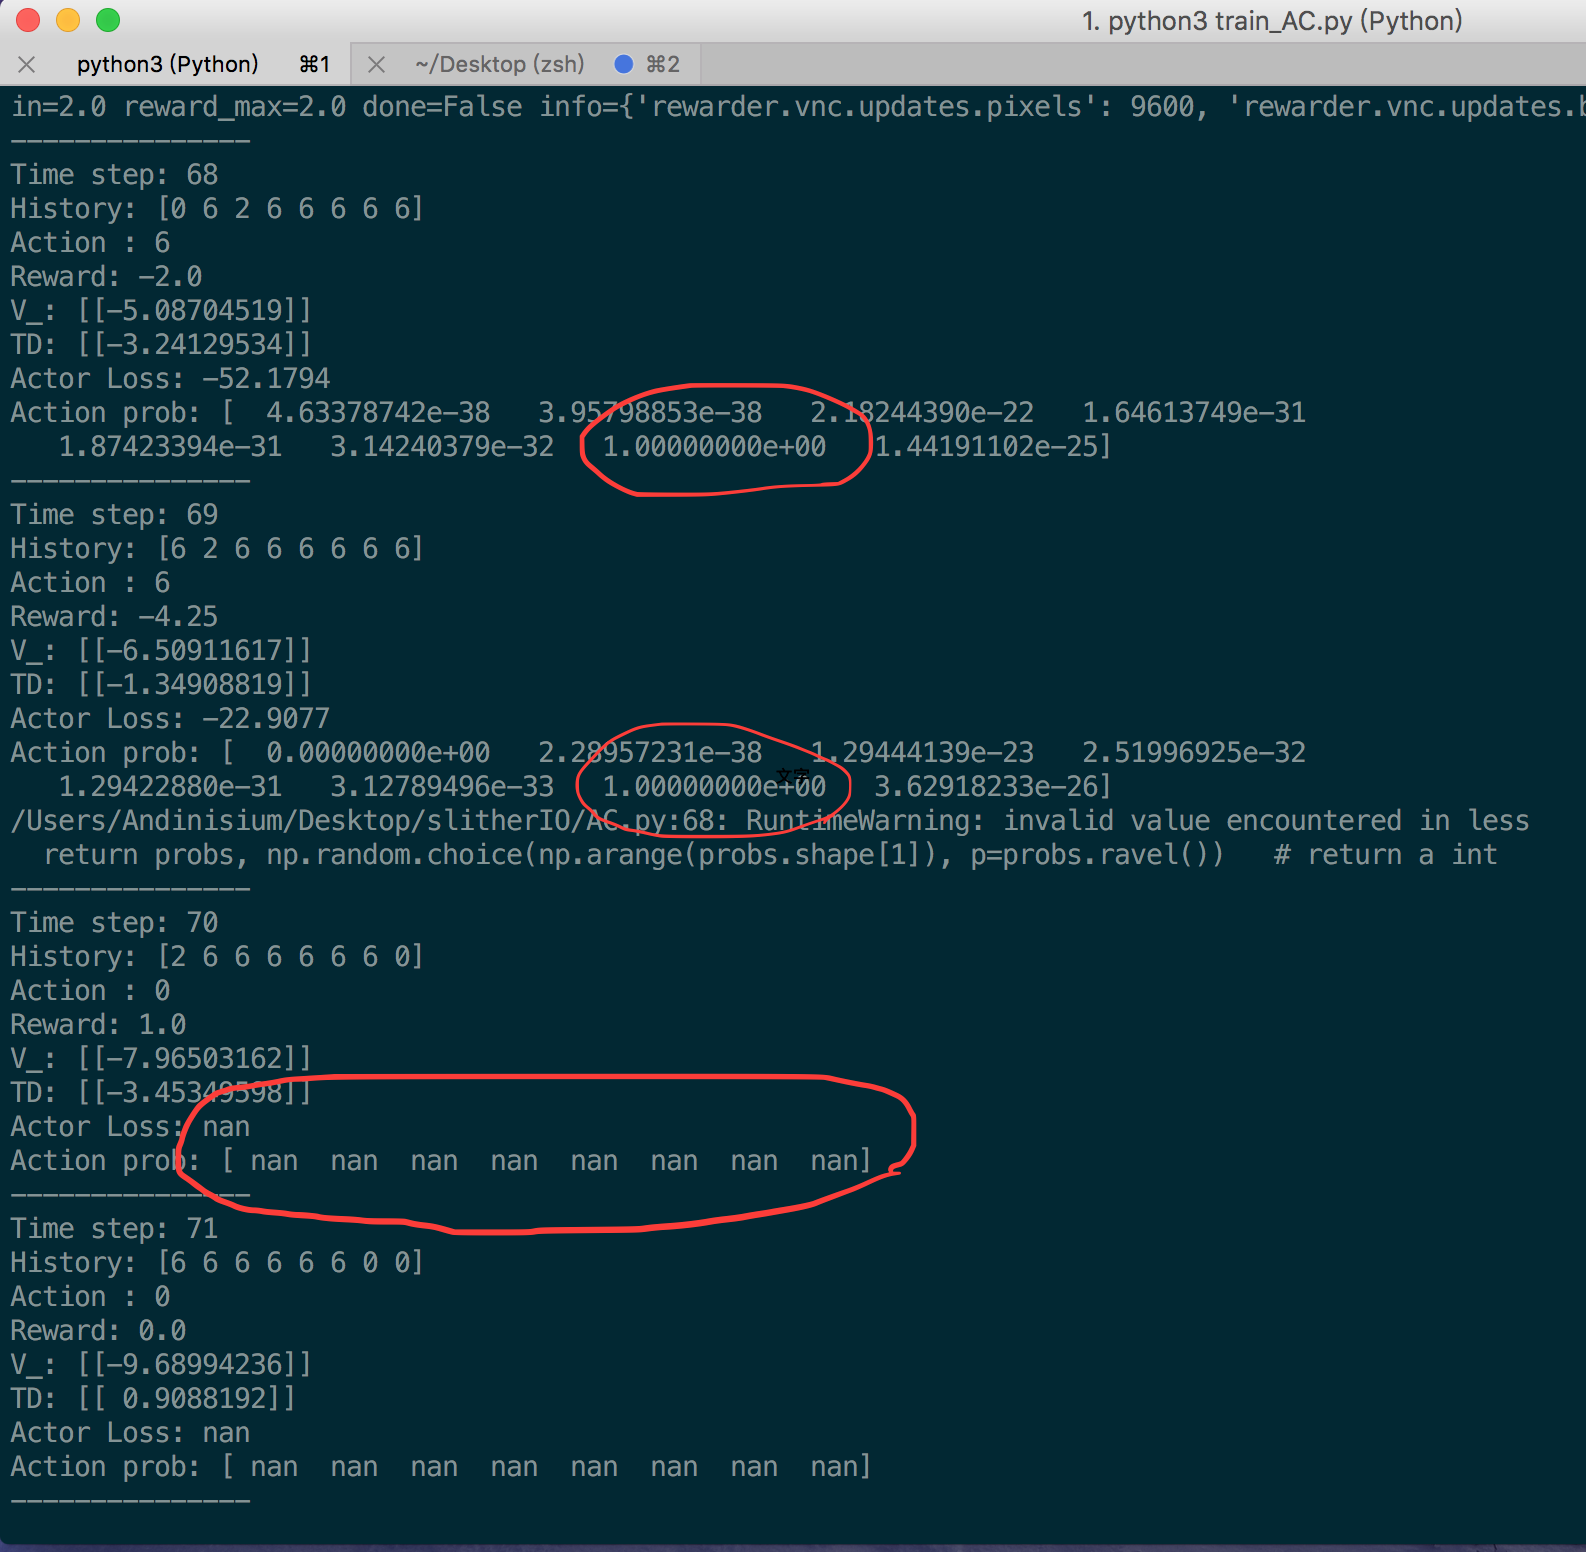 1. python3 train_AC.py (Python)
python3 (Python) ⌘1 ~/Desktop (zsh) ⌘2
in=2.0 reward_max=2.0 done=False info={'rewarder.vnc.updates.pixels': 9600, 'rewarder.vnc.updates.b
---------------
Time step: 68
History: [0 6 2 6 6 6 6 6]
Action : 6
Reward: -2.0
V_: [[-5.08704519]]
TD: [[-3.24129534]]
Actor Loss: -52.1794
Action prob: [  4.63378742e-38   3.95798853e-38   2.18244390e-22   1.64613749e-31
   1.87423394e-31   3.14240379e-32   1.00000000e+00   1.44191102e-25]
---------------
Time step: 69
History: [6 2 6 6 6 6 6 6]
Action : 6
Reward: -4.25
V_: [[-6.50911617]]
TD: [[-1.34908819]]
Actor Loss: -22.9077
Action prob: [  0.00000000e+00   2.28957231e-38   1.29444139e-23   2.51996925e-32
文字
   1.29422880e-31   3.12789496e-33   1.00000000e+00   3.62918233e-26]
/Users/Andinisium/Desktop/slitherIO/AC.py:68: RuntimeWarning: invalid value encountered in less
  return probs, np.random.choice(np.arange(probs.shape[1]), p=probs.ravel())   # return a int
---------------
Time step: 70
History: [2 6 6 6 6 6 6 0]
Action : 0
Reward: 1.0
V_: [[-7.96503162]]
TD: [[-3.45349598]]
Actor Loss: nan
Action prob: [ nan  nan  nan  nan  nan  nan  nan  nan]
---------------
Time step: 71
History: [6 6 6 6 6 6 0 0]
Action : 0
Reward: 0.0
V_: [[-9.68994236]]
TD: [[ 0.9088192]]
Actor Loss: nan
Action prob: [ nan  nan  nan  nan  nan  nan  nan  nan]
---------------